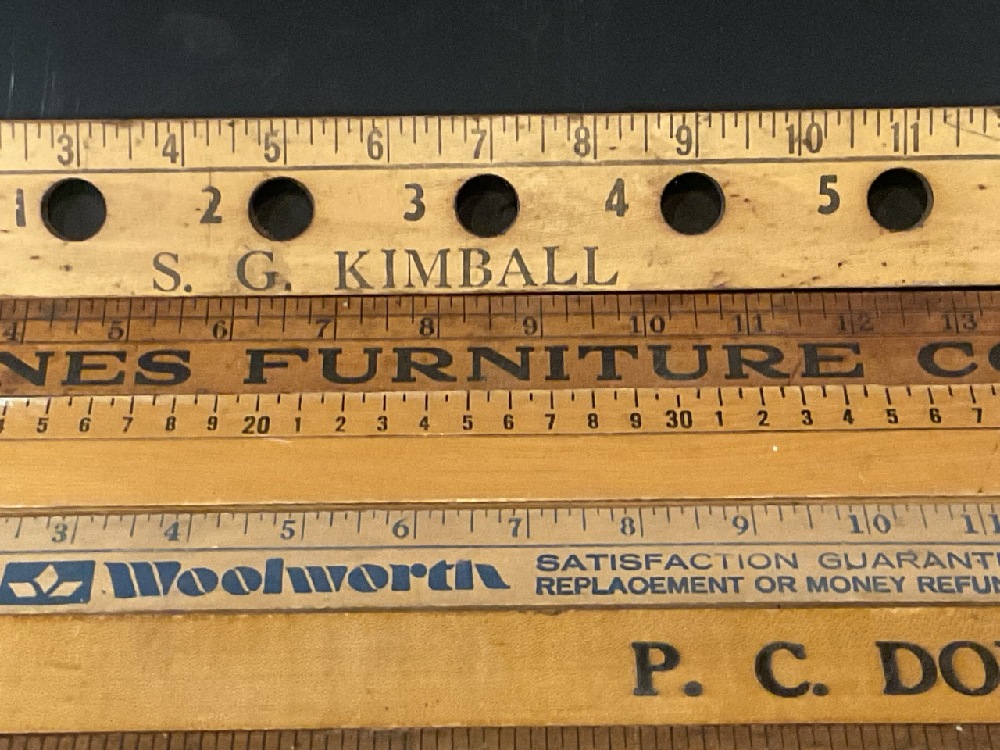 3 4 5 6 7 8 9 10 11
1 2 3 4 5
S. G. KIMBALL
4 5 6 7 8 9 10 11 12 13
NES FURNITURE CO
5 6 7 8 9 20 1 2 3 4 5 6 7 8 9 30 1 2 3 4 5 6 7
3 4 5 6 7 8 9 10 11
Woolworth
SATISFACTION GUARANTE
REPLAOEMENT OR MONEY REFUN
P. C. DO